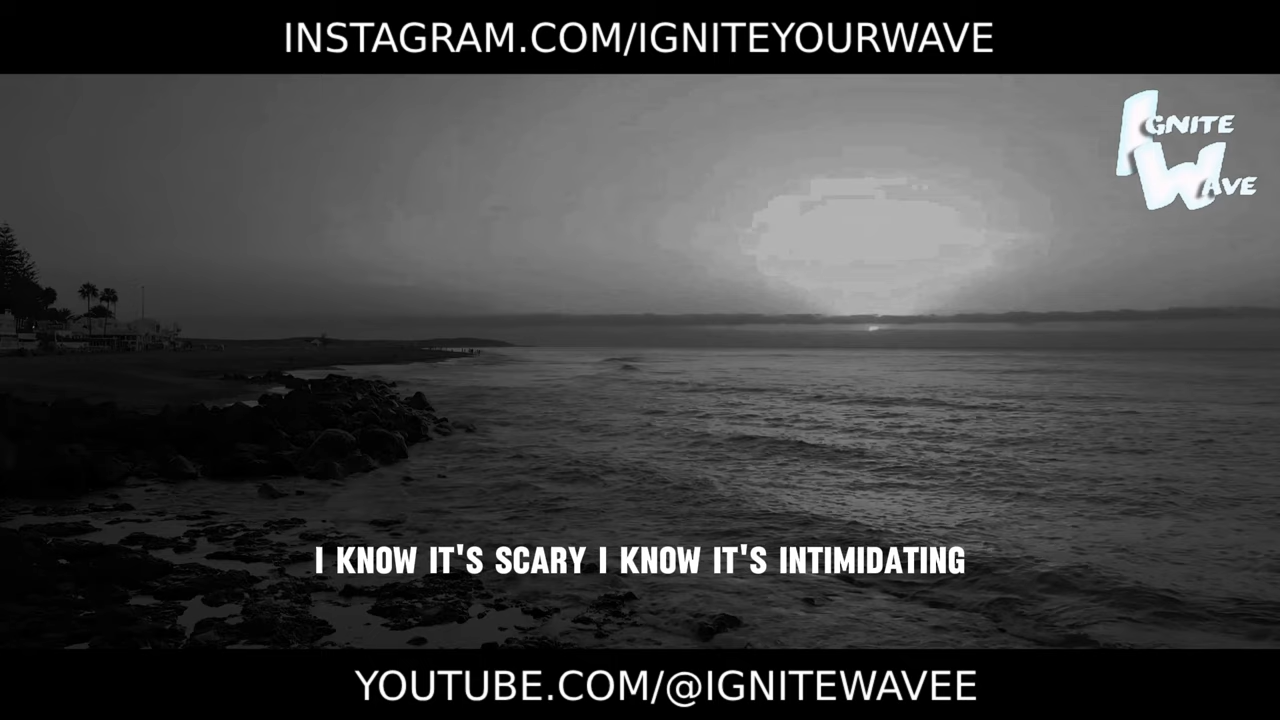 INSTAGRAM.COM/IGNITEYOURWAVE
IGNITE
WAVE
I KNOW IT'S SCARY I KNOW IT'S INTIMIDATING
YOUTUBE.COM/@IGNITEWAVEE